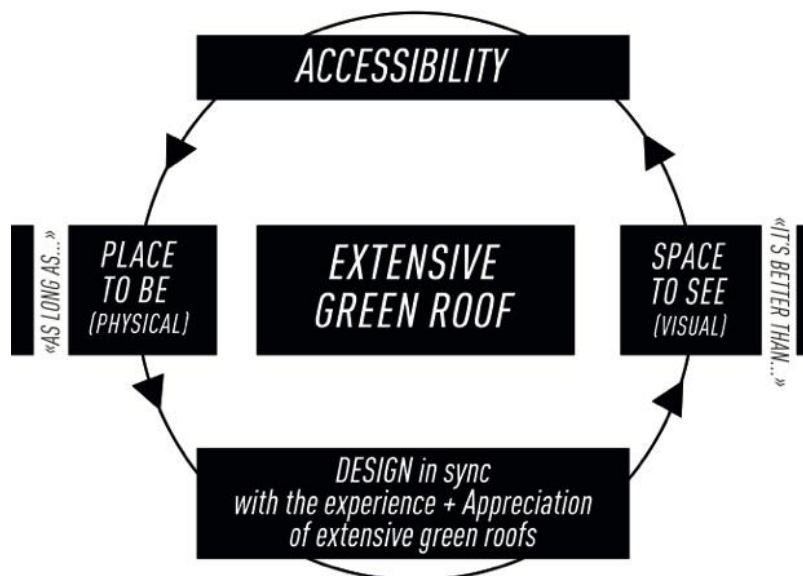 ACCESSIBILITY
«AS LONG AS...»
PLACE
TO BE
(PHYSICAL)
EXTENSIVE
GREEN ROOF
SPACE
TO SEE
(VISUAL)
«IT'S BETTER THAN...»
DESIGN in sync
with the experience + Appreciation
of extensive green roofs